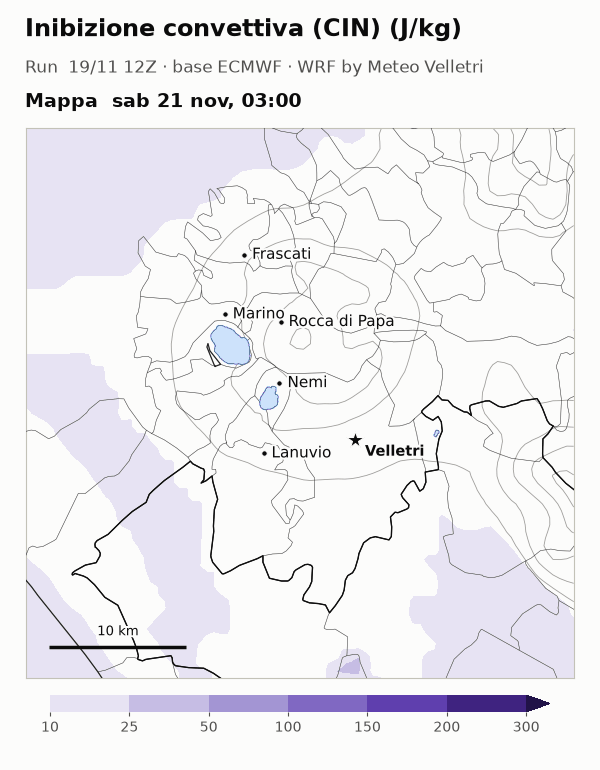 Inibizione convettiva (CIN) (J/kg)
Run 19/11 12Z · base ECMWF · WRF by Meteo Velletri
Mappa sab 21 nov, 03:00
Frascati
Marino
Rocca di Papa
Nemi
Velletri
Lanuvio
10 km
10 25 50 100 150 200 300